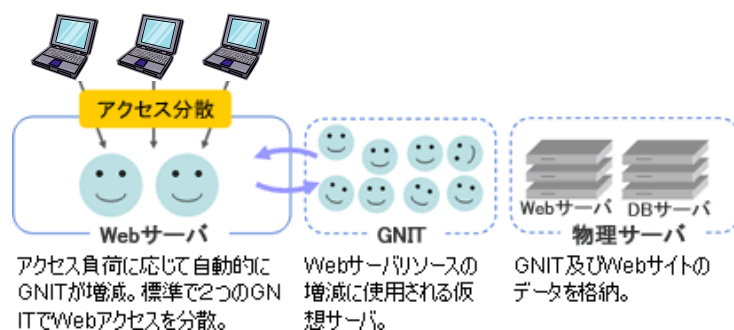 アクセス分散
Webサーバ DBサーバ
Webサーバ
GNIT
物理サーバ
アクセス負荷に応じて自動的に
GNITが増減。標準で2つのGN
ITでWebアクセスを分散。
Webサーバリソースの
増減に使用される仮
想サーバ。
GNIT及びWebサイトの
データを格納。